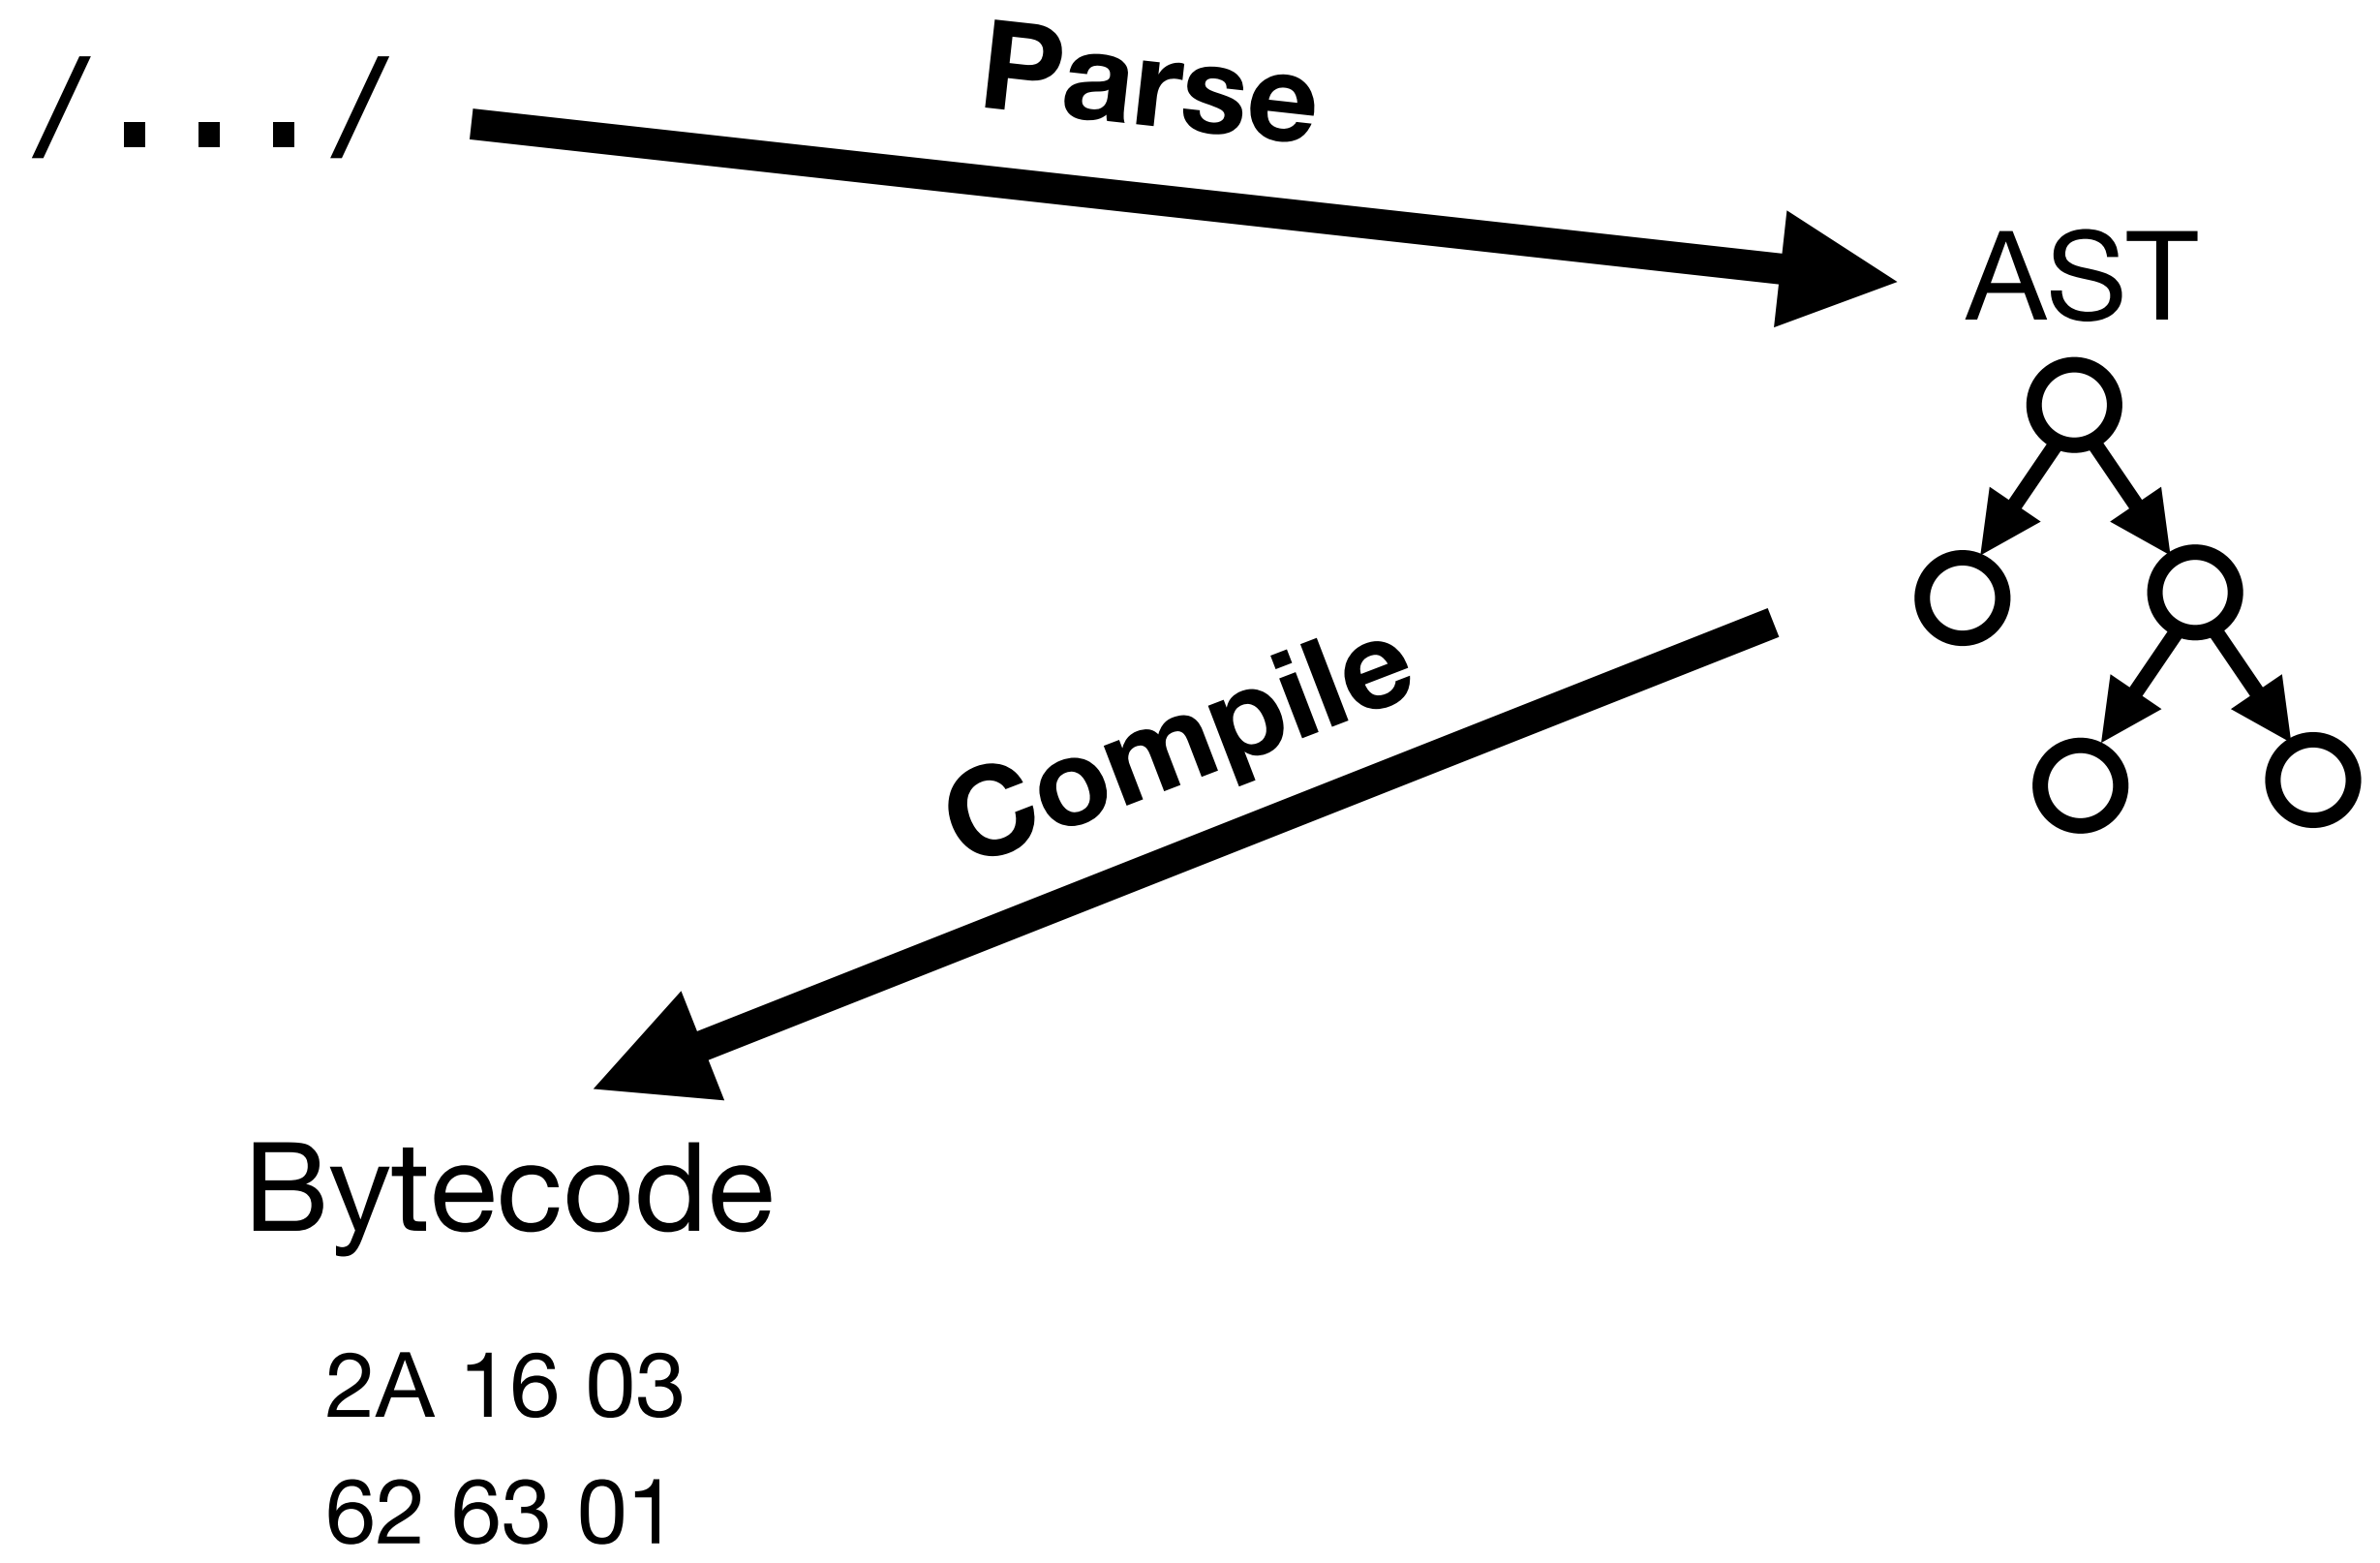 /.../
Parse
AST
Compile
Bytecode
2A 16 03
62 63 01